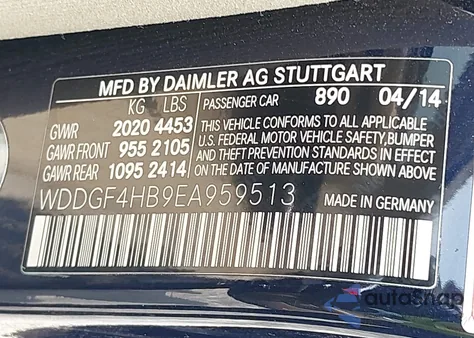 MFD BY DAIMLER AG STUTTGART
KG LBS
PASSENGER CAR 890 04/14
GVWR 2020 4453
GAWR FRONT 955 2105
GAWR REAR 1095 2414
THIS VEHICLE CONFORMS TO ALL APPLICABLE
U.S. FEDERAL MOTOR VEHICLE SAFETY, BUMPER
AND THEFT PREVENTION STANDARDS IN EFFECT
ON THE DATE OF MANUFACTURE SHOWN ABOVE
WDDGF4HB9EA959513
MADE IN GERMANY
autoSnap